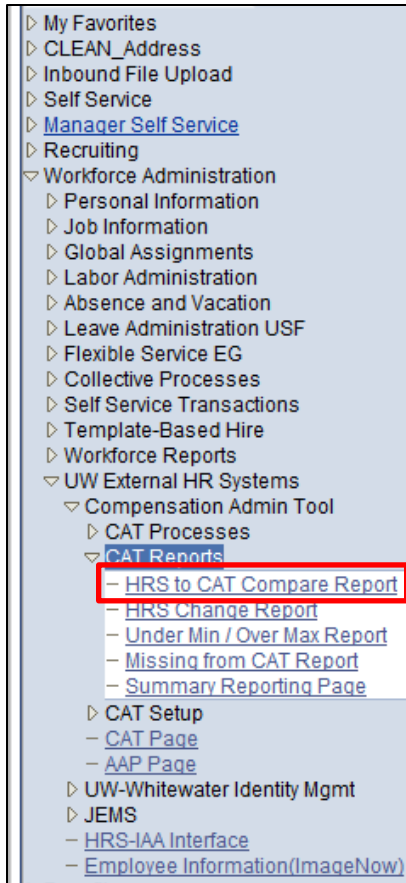 My Favorites
CLEAN_Address
Inbound File Upload
Self Service
Manager Self Service
Recruiting
Workforce Administration
Personal Information
Job Information
Global Assignments
Labor Administration
Absence and Vacation
Leave Administration USF
Flexible Service EG
Collective Processes
Self Service Transactions
Template-Based Hire
Workforce Reports
UW External HR Systems
Compensation Admin Tool
CAT Processes
CAT Reports
– HRS to CAT Compare Report
– HRS Change Report
– Under Min / Over Max Report
– Missing from CAT Report
– Summary Reporting Page
CAT Setup
– CAT Page
– AAP Page
UW-Whitewater Identity Mgmt
JEMS
– HRS-IAA Interface
– Employee Information(ImageNow)